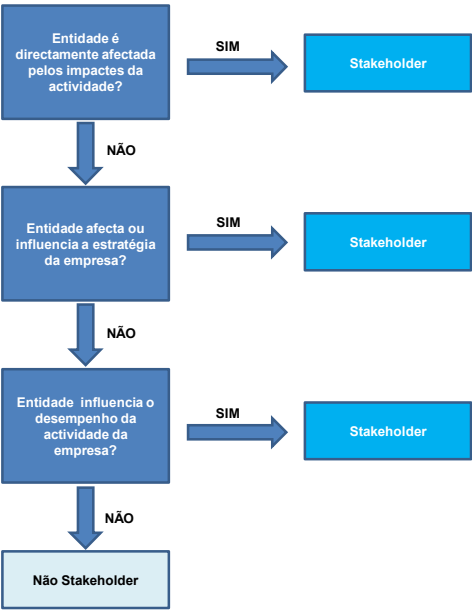 Entidade é
directamente afectada
pelos impactes da
actividade?
SIM
Stakeholder
NÃO
Entidade afecta ou
influencia a estratégia
da empresa?
SIM
Stakeholder
NÃO
Entidade influencia o
desempenho da
actividade da
empresa?
SIM
Stakeholder
NÃO
Não Stakeholder